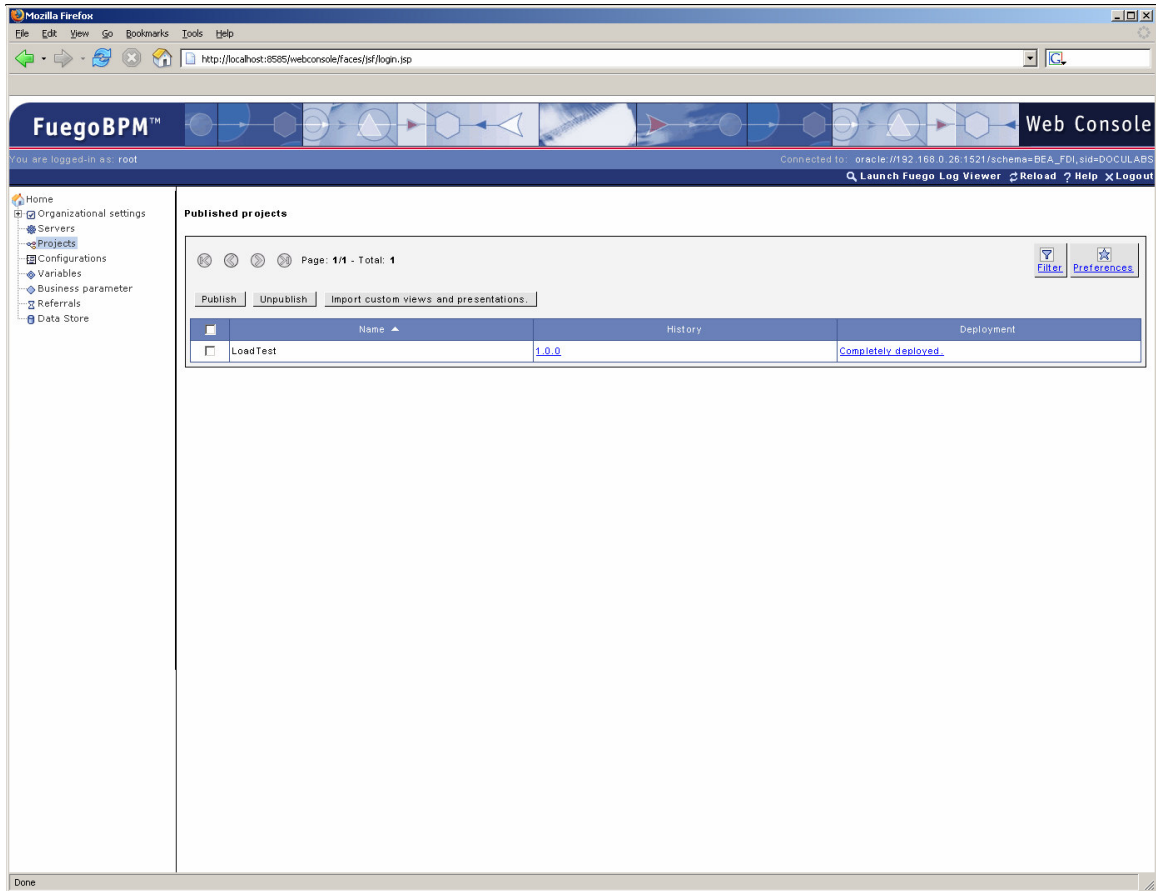 Mozilla Firefox
File Edit View Go Bookmarks Tools Help
http://localhost:8585/webconsole/faces/jsf/login.jsp
G
FuegoBPM™
Web Console
You are logged-in as: root
Connected to: oracle://192.168.0.26:1521/schema=BEA_FDI,sid=DOCULABS
Launch Fuego Log Viewer Reload ? Help Logout
Home
Organizational settings
Servers
Projects
Configurations
Variables
Business parameter
Referrals
Data Store
Published projects
Page: 1/1 - Total: 1
Filter Preferences
Publish Unpublish Import custom views and presentations.
Name History Deployment
LoadTest 1.0.0 Completely deployed.
Done